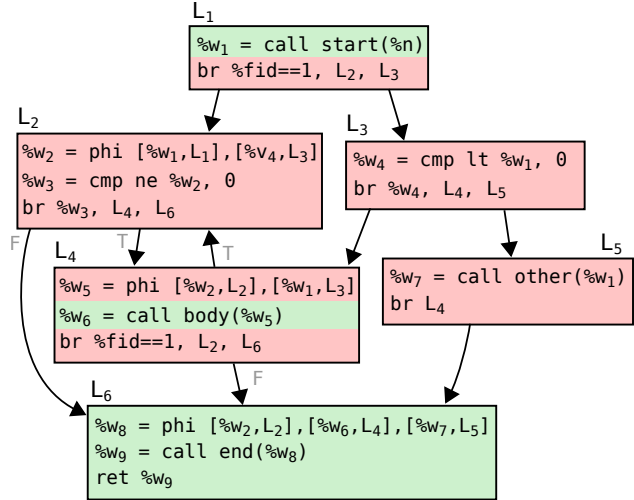 L₁
%w₁ = call start(%n)
br %fid==1, L₂, L₃
L₂
%w₂ = phi [%w₁,L₁],[%v₄,L₃]
%w₃ = cmp ne %w₂, 0
br %w₃, L₄, L₆
L₃
%w₄ = cmp lt %w₁, 0
br %w₄, L₄, L₅
F
T
T
L₄
%w₅ = phi [%w₂,L₂],[%w₁,L₃]
%w₆ = call body(%w₅)
br %fid==1, L₂, L₆
L₅
%w₇ = call other(%w₁)
br L₄
F
L₆
%w₈ = phi [%w₂,L₂],[%w₆,L₄],[%w₇,L₅]
%w₉ = call end(%w₈)
ret %w₉